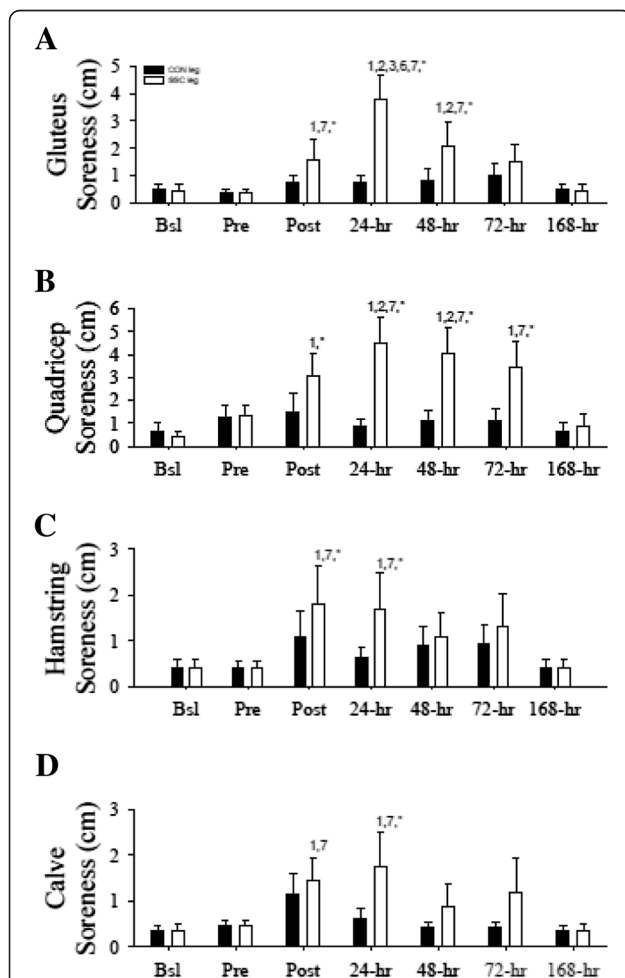 A
CON leg
SSC leg
Gluteus
Soreness (cm)
5
4
3
2
1
0
1,7,*
1,2,3,6,7,*
1,2,7,*
Bsl Pre Post 24-hr 48-hr 72-hr 168-hr
B
Quadricep
Soreness (cm)
6
5
4
3
2
1
0
1,*
1,2,7,*
1,2,7,*
1,7,*
Bsl Pre Post 24-hr 48-hr 72-hr 168-hr
C
Hamstring
Soreness (cm)
3
2
1
0
1,7,*
1,7,*
Bsl Pre Post 24-hr 48-hr 72-hr 168-hr
D
Calve
Soreness (cm)
3
2
1
0
1,7
1,7,*
Bsl Pre Post 24-hr 48-hr 72-hr 168-hr